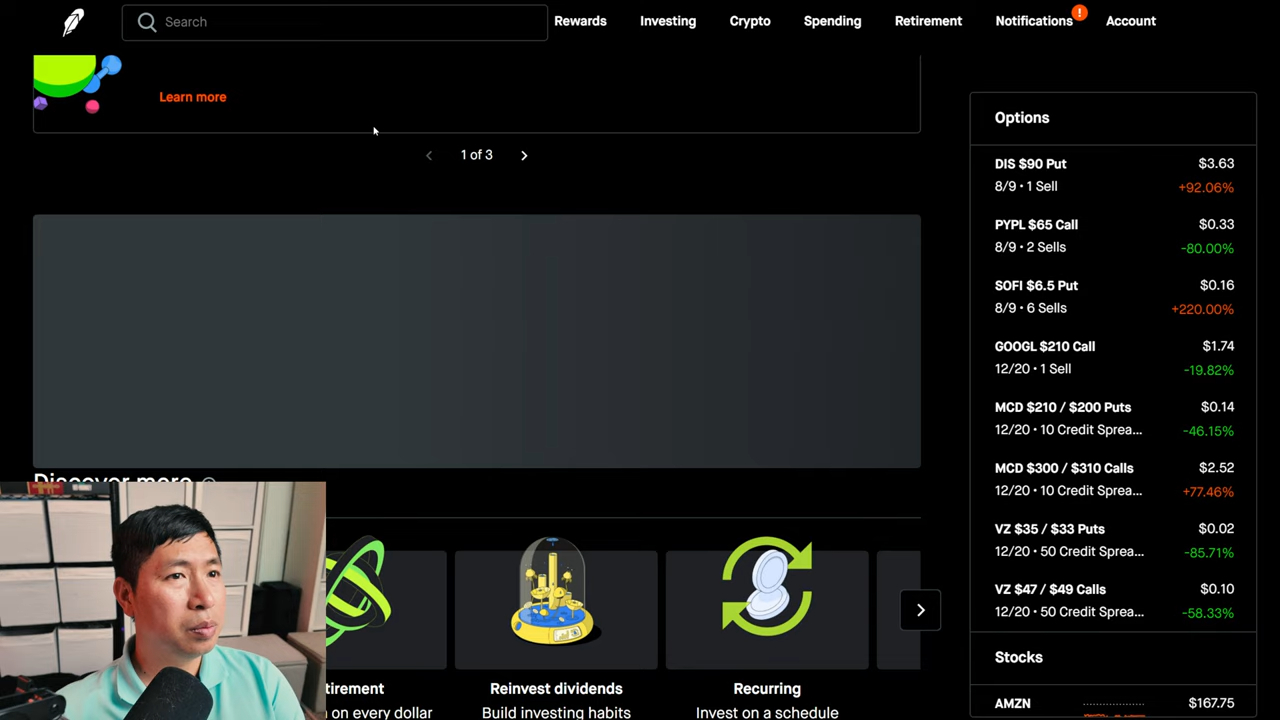 Search
Rewards
Investing
Crypto
Spending
Retirement
Notifications
!
Account
Learn more
1 of 3
Discover more
tirement
n on every dollar
Reinvest dividends
Build investing habits
Recurring
Invest on a schedule
Options
DIS $90 Put $3.63
8/9 • 1 Sell +92.06%
PYPL $65 Call $0.33
8/9 • 2 Sells -80.00%
SOFI $6.5 Put $0.16
8/9 • 6 Sells +220.00%
GOOGL $210 Call $1.74
12/20 • 1 Sell -19.82%
MCD $210 / $200 Puts $0.14
12/20 • 10 Credit Sprea... -46.15%
MCD $300 / $310 Calls $2.52
12/20 • 10 Credit Sprea... +77.46%
VZ $35 / $33 Puts $0.02
12/20 • 50 Credit Sprea... -85.71%
VZ $47 / $49 Calls $0.10
12/20 • 50 Credit Sprea... -58.33%
Stocks
AMZN $167.75